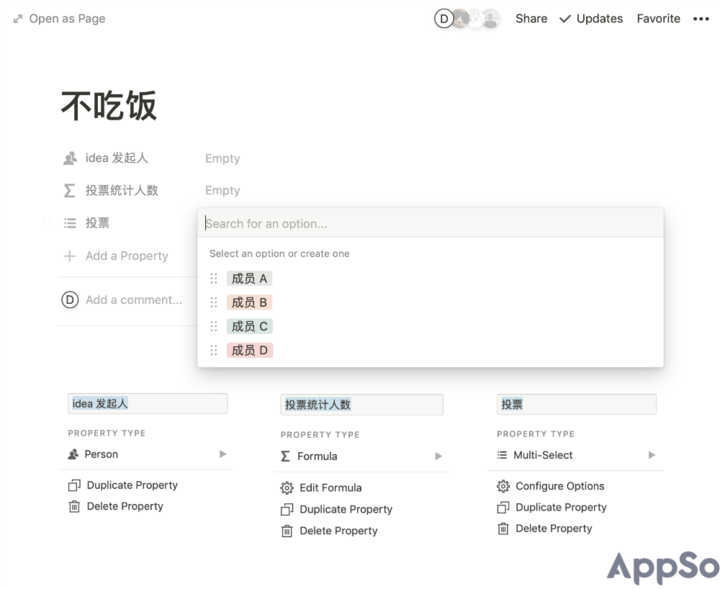 Open as Page
D
Share
Updates
Favorite
不吃饭
idea 发起人
Empty
投票统计人数
Empty
投票
Search for an option...
Select an option or create one
成员 A
成员 B
成员 C
成员 D
Add a Property
D
Add a comment...
idea 发起人
PROPERTY TYPE
Person
Duplicate Property
Delete Property
投票统计人数
PROPERTY TYPE
Formula
Edit Formula
Duplicate Property
Delete Property
投票
PROPERTY TYPE
Multi-Select
Configure Options
Duplicate Property
Delete Property
AppSo